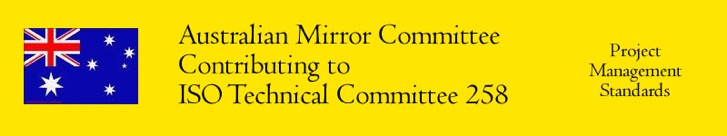 Australian Mirror Committee
Contributing to
ISO Technical Committee 258
Project
Management
Standards